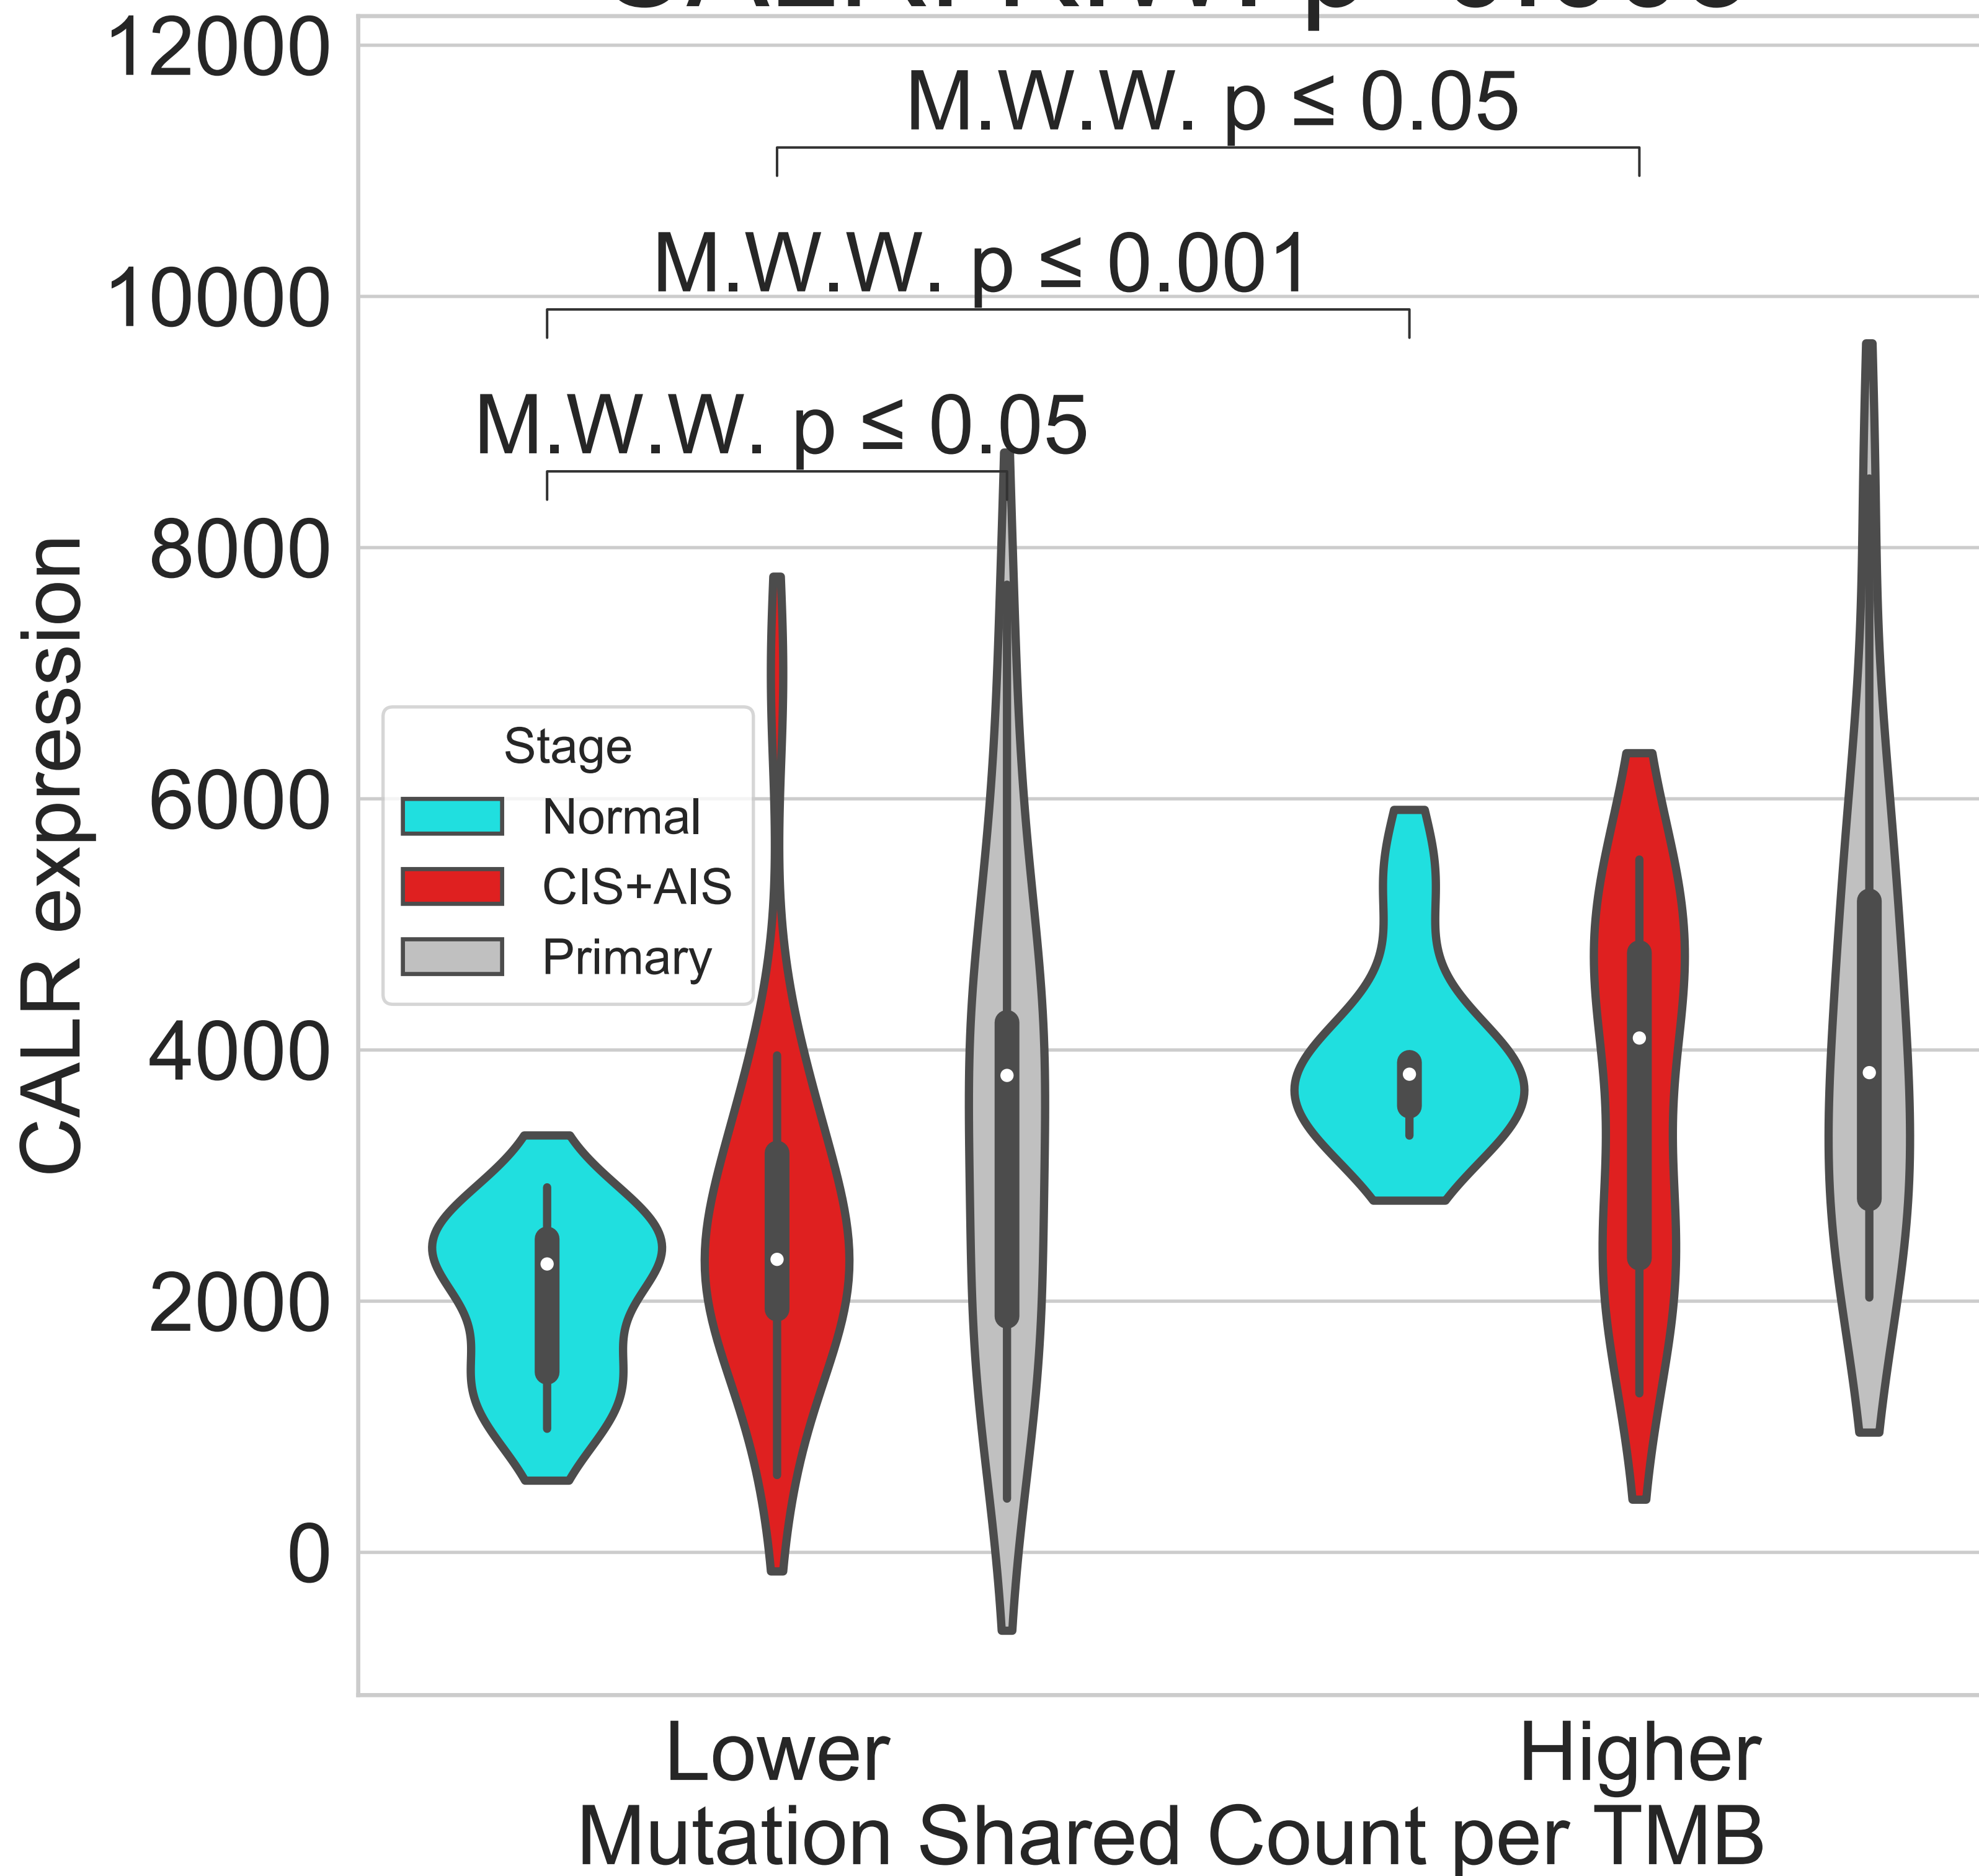 12000
M.W.W. p ≤ 0.05
10000
M.W.W. p ≤ 0.001
M.W.W. p ≤ 0.05
8000
6000
4000
2000
0
CALR expression
Stage
Normal
CIS+AIS
Primary
Lower
Higher
Mutation Shared Count per TMB